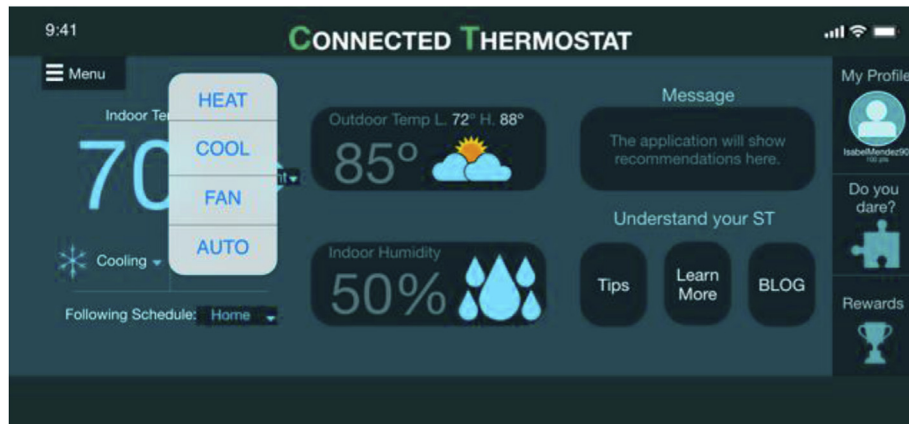 9:41
CONNECTED THERMOSTAT
Menu
Indoor Te
70
HEAT
COOL
FAN
AUTO
Cooling
Following Schedule: Home
Outdoor Temp L. 72° H. 88°
85°
Indoor Humidity
50%
Message
The application will show
recommendations here.
Understand your ST
Tips
Learn
More
BLOG
My Profile
IsabelMendez90
100 pts
Do you
dare?
Rewards